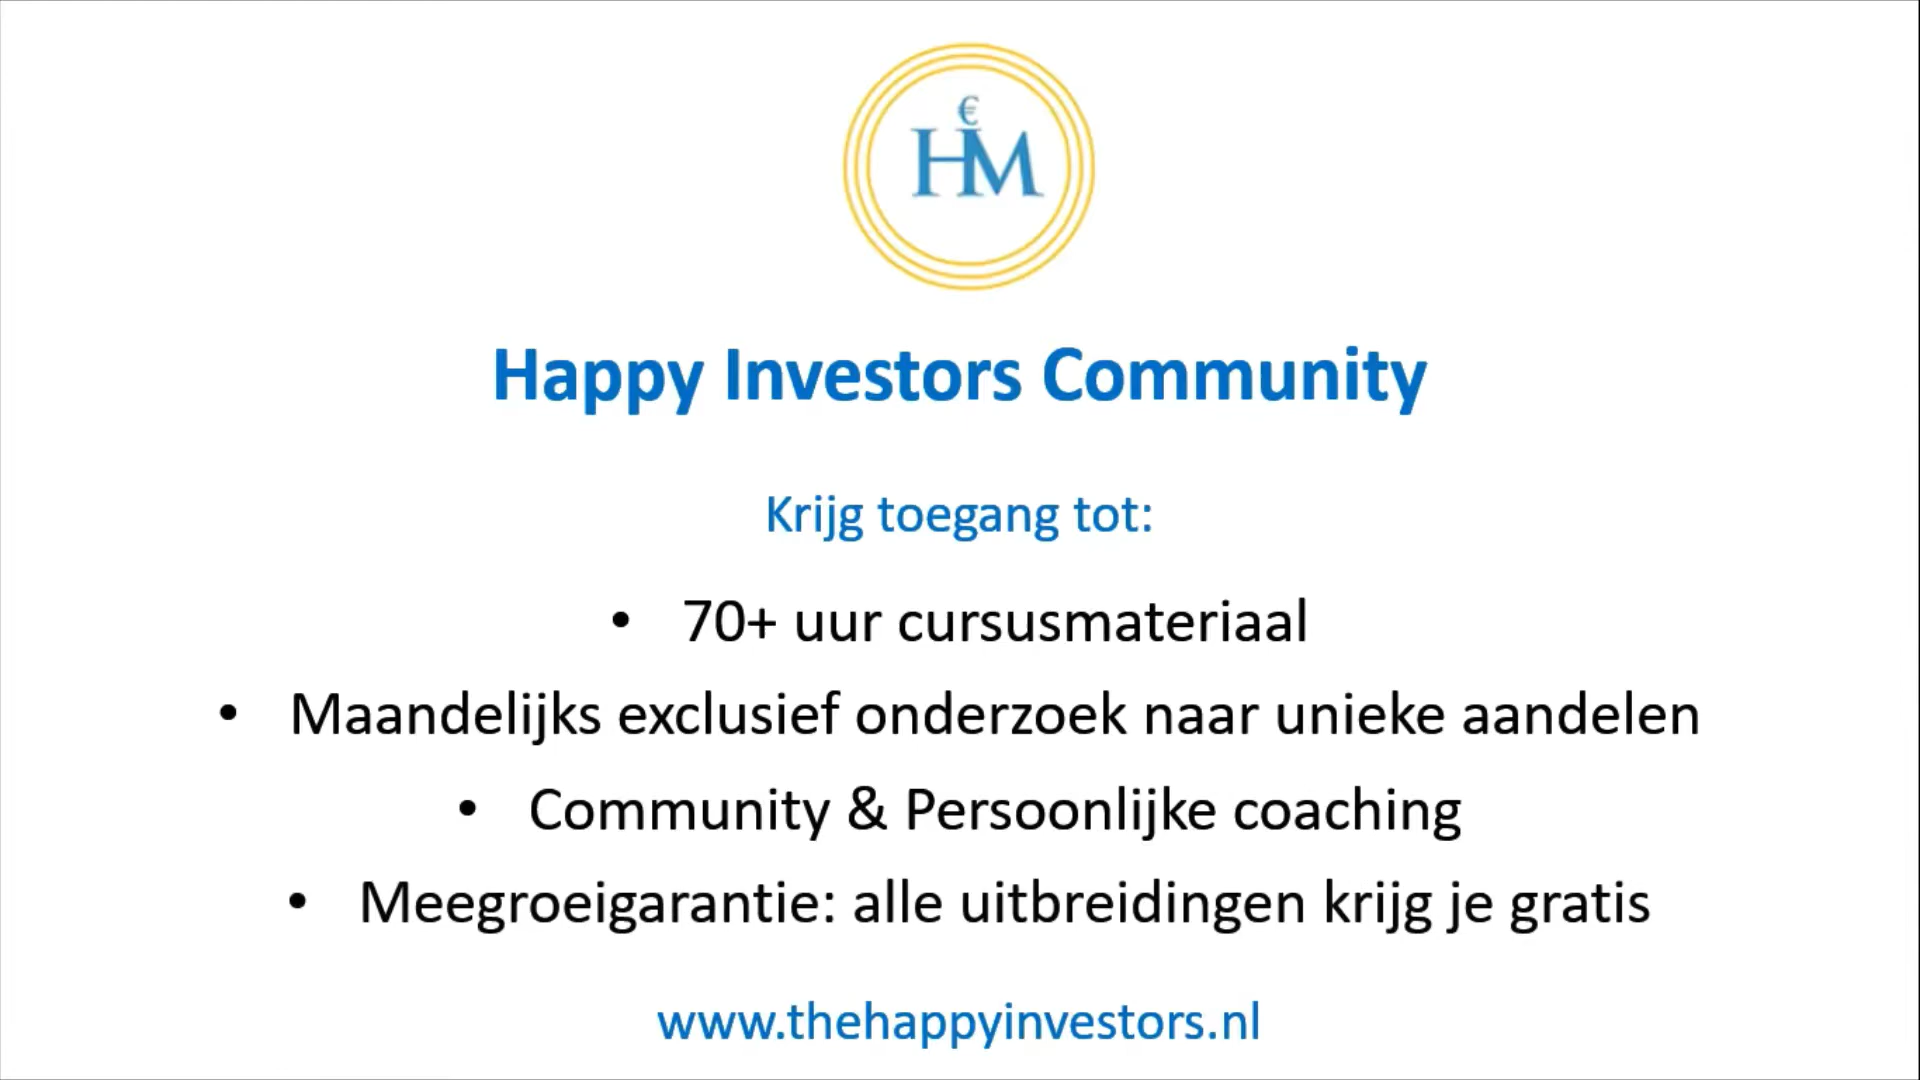 €
HM
Happy Investors Community
Krijg toegang tot:
• 70+ uur cursusmateriaal
• Maandelijks exclusief onderzoek naar unieke aandelen
• Community & Persoonlijke coaching
• Meegroeigarantie: alle uitbreidingen krijg je gratis
www.thehappyinvestors.nl